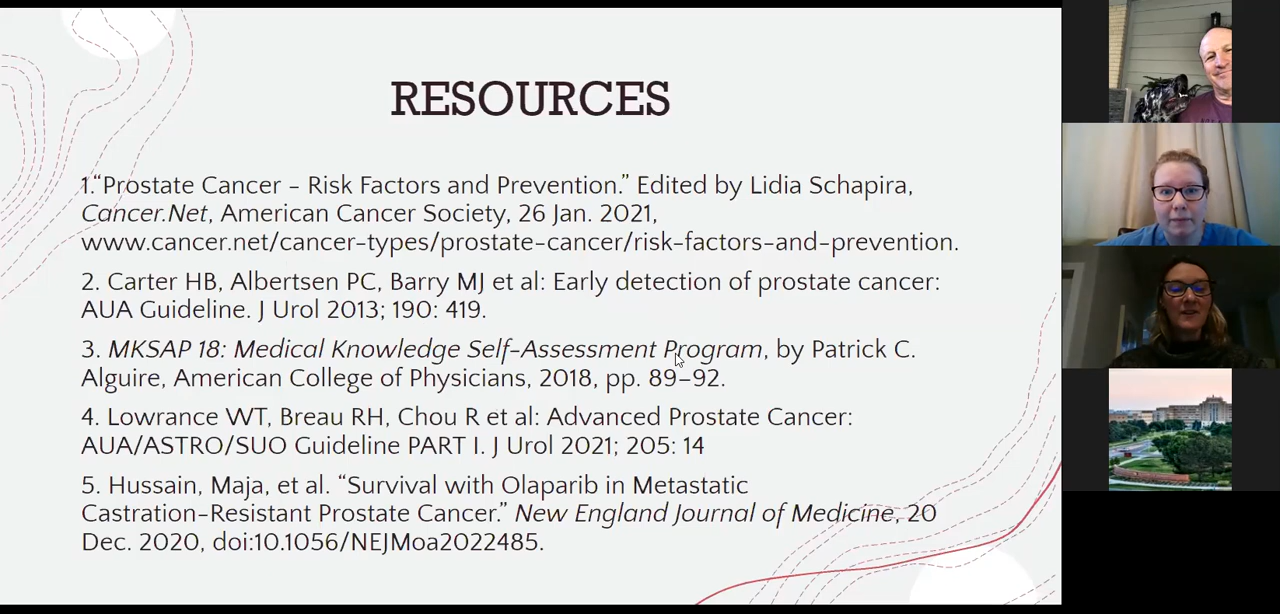 RESOURCES
1.“Prostate Cancer – Risk Factors and Prevention.” Edited by Lidia Schapira,
Cancer.Net, American Cancer Society, 26 Jan. 2021,
www.cancer.net/cancer-types/prostate-cancer/risk-factors-and-prevention.
2. Carter HB, Albertsen PC, Barry MJ et al: Early detection of prostate cancer:
AUA Guideline. J Urol 2013; 190: 419.
3. MKSAP 18: Medical Knowledge Self-Assessment Program, by Patrick C.
Alguire, American College of Physicians, 2018, pp. 89–92.
4. Lowrance WT, Breau RH, Chou R et al: Advanced Prostate Cancer:
AUA/ASTRO/SUO Guideline PART I. J Urol 2021; 205: 14
5. Hussain, Maja, et al. “Survival with Olaparib in Metastatic
Castration-Resistant Prostate Cancer.” New England Journal of Medicine, 20
Dec. 2020, doi:10.1056/NEJMoa2022485.